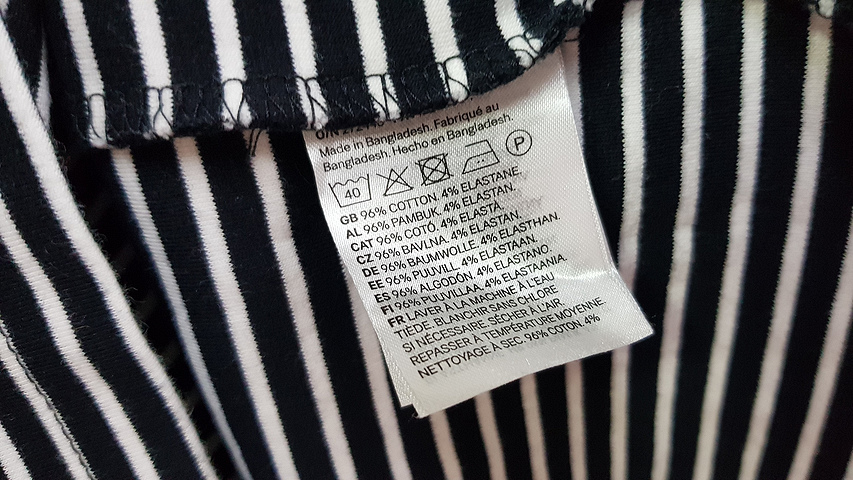 Made in Bangladesh. Fabriqué au
Bangladesh. Hecho en Bangladesh.
40 P
GB 96% COTTON. 4% ELASTANE.
AL 96% PAMBUK. 4% ELASTAN.
CAT 96% COTÓ. 4% ELASTÀ.
CZ 96% BAVLNA. 4% ELASTAN.
DE 96% BAUMWOLLE. 4% ELASTHAN.
EE 96% PUUVILL. 4% ELASTAAN.
ES 96% ALGODÓN. 4% ELASTANO.
FI 96% PUUVILLAA. 4% ELASTAANIA.
FR LAVER À LA MACHINE À L'EAU
TIÈDE. BLANCHIR SANS CHLORE
SI NÉCESSAIRE. SÉCHER À L'AIR.
REPASSER À TEMPÉRATURE MOYENNE.
NETTOYAGE À SEC 96% COTON. 4%